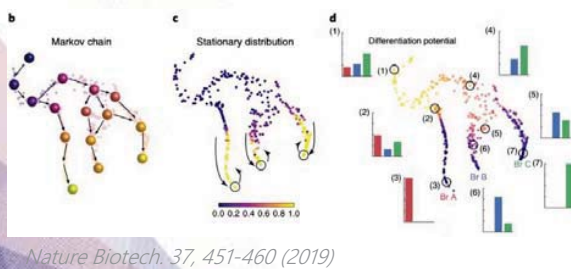 b
Markov chain
c
Stationary distribution
0.0 0.2 0.4 0.6 0.8 1.0
d
Differentiation potential
(1)
(1)
(2)
(2)
(3)
(3)
Br A
(4)
(4)
(5)
(5)
(6)
Br B
(6)
(7)
Br C
(7)
Nature Biotech. 37, 451-460 (2019)